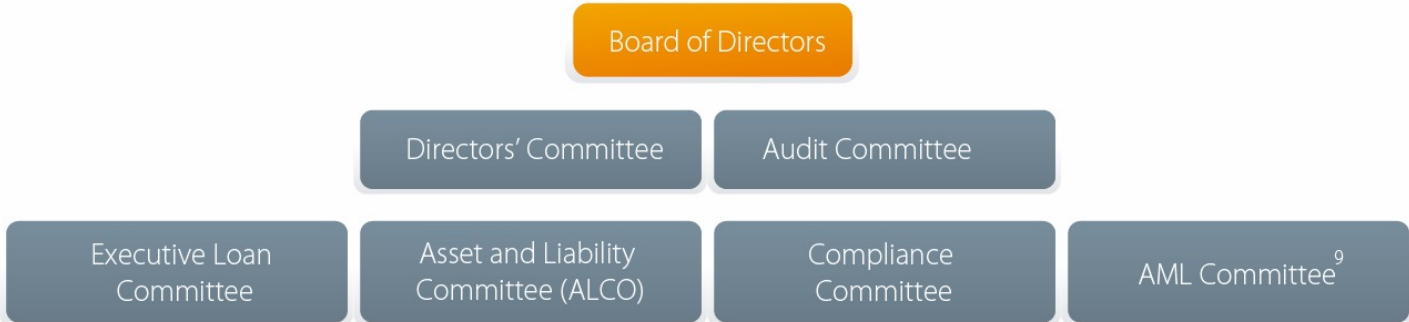 Board of Directors
Directors’ Committee
Audit Committee
Executive Loan
Committee
Asset and Liability
Committee (ALCO)
Compliance
Committee
AML Committee⁹